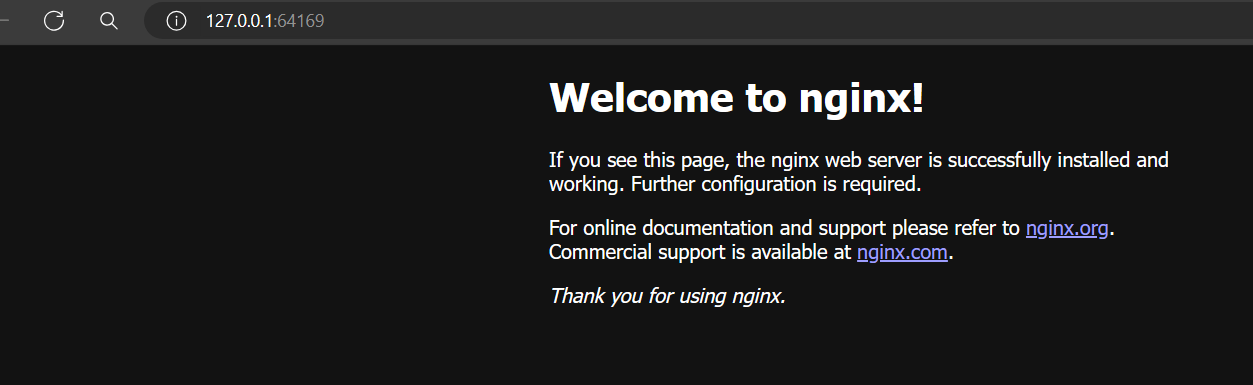 127.0.0.1:64169
Welcome to nginx!
If you see this page, the nginx web server is successfully installed and
working. Further configuration is required.
For online documentation and support please refer to nginx.org.
Commercial support is available at nginx.com.
Thank you for using nginx.